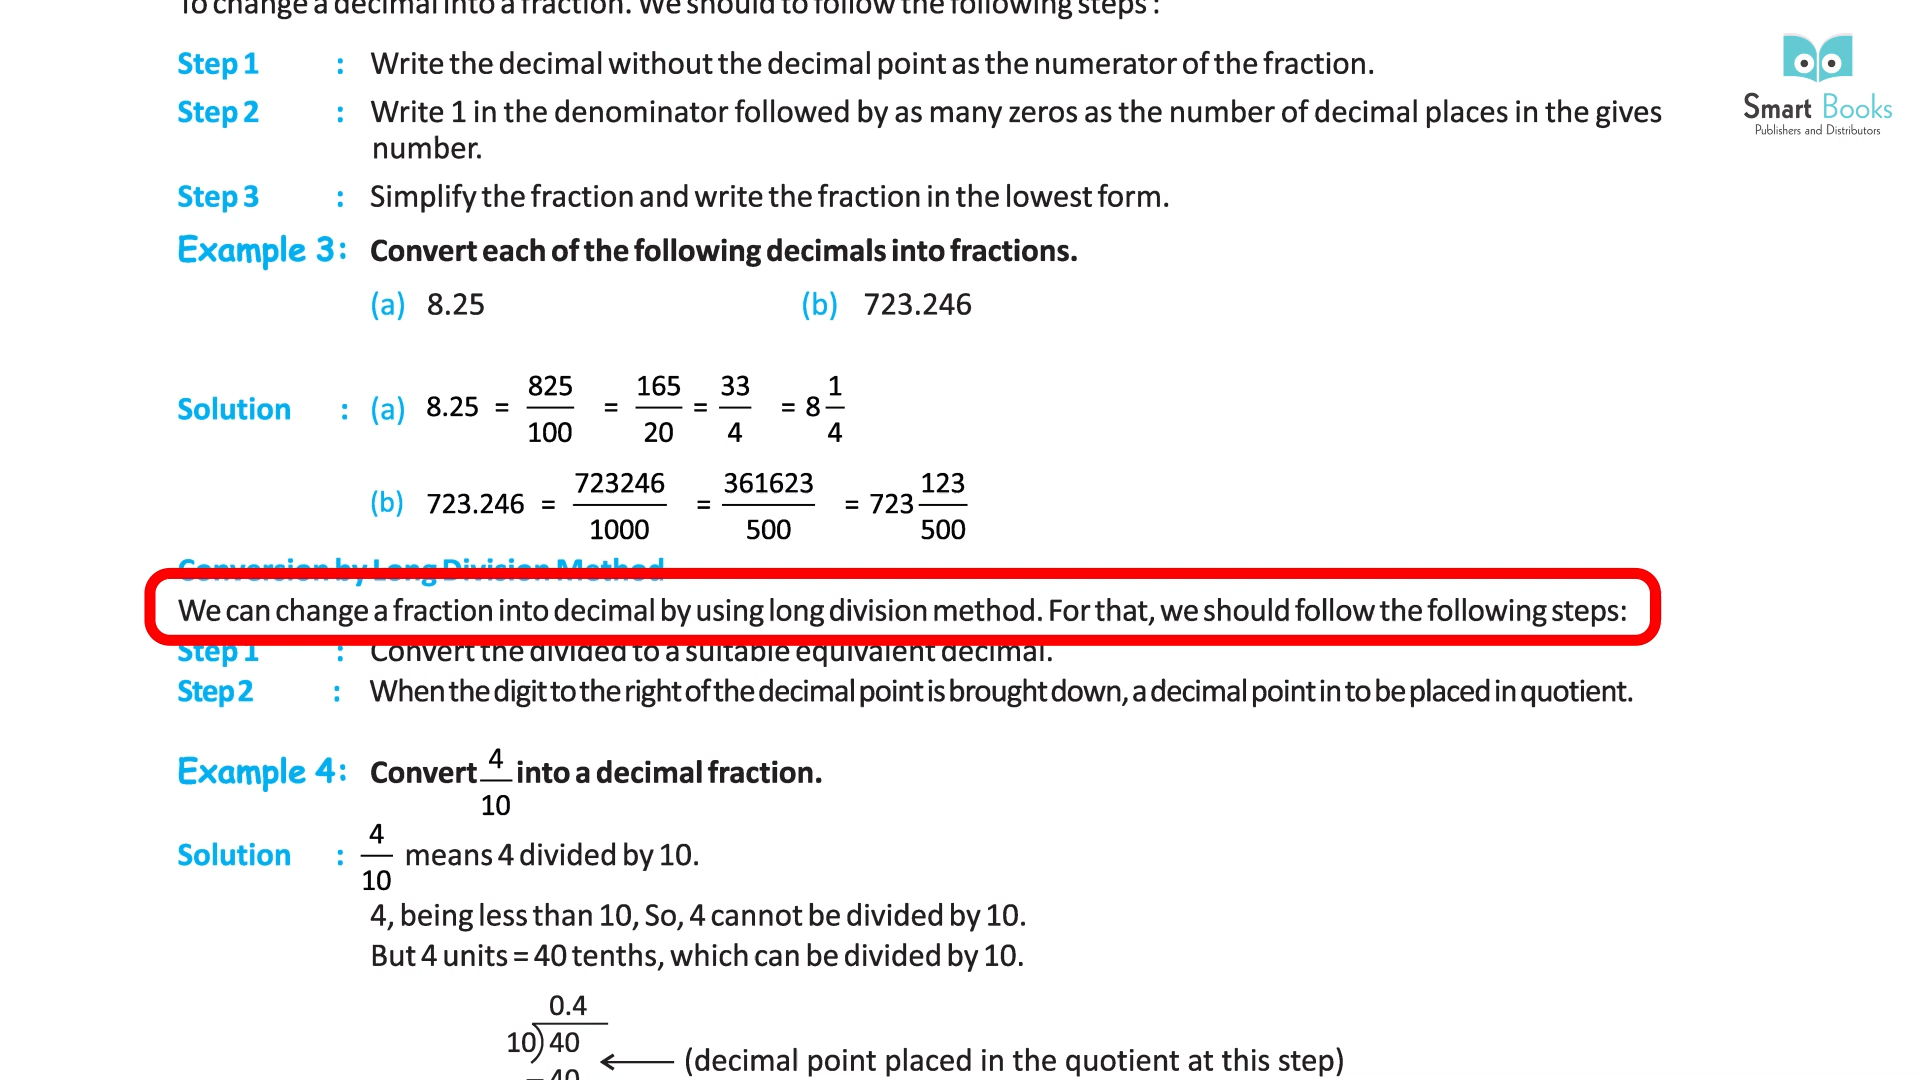 To change a decimal into a fraction. We should to follow the following steps :
Smart Books
Publishers and Distributors
Step 1 : Write the decimal without the decimal point as the numerator of the fraction.
Step 2 : Write 1 in the denominator followed by as many zeros as the number of decimal places in the gives
number.
Step 3 : Simplify the fraction and write the fraction in the lowest form.
Example 3: Convert each of the following decimals into fractions.
(a) 8.25 (b) 723.246
Solution : (a) 8.25 = 825/100 = 165/20 = 33/4 = 8 1/4
(b) 723.246 = 723246/1000 = 361623/500 = 723 123/500
Conversion by Long Division Method
We can change a fraction into decimal by using long division method. For that, we should follow the following steps:
Step 1 : Convert the divided to a suitable equivalent decimal.
Step 2 : When the digit to the right of the decimal point is brought down, a decimal point in to be placed in quotient.
Example 4: Convert 4/10 into a decimal fraction.
Solution : 4/10 means 4 divided by 10.
4, being less than 10, So, 4 cannot be divided by 10.
But 4 units = 40 tenths, which can be divided by 10.
0.4
10)40
(decimal point placed in the quotient at this step)
– 40